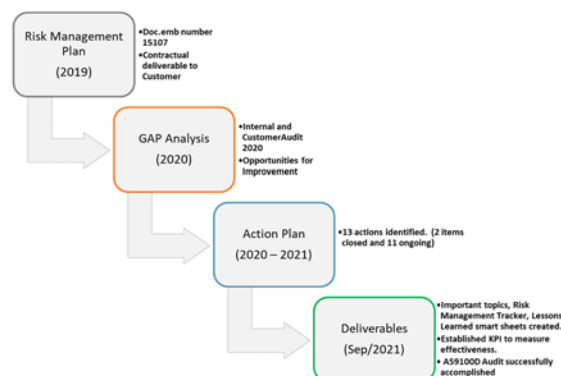 Risk Management
Plan
(2019)
•Doc.emb number
15107
•Contractual
deliverable to
Customer
GAP Analysis
(2020)
•Internal and
CustomerAudit
2020
•Opportunities for
Improvement
Action Plan
(2020 – 2021)
•13 actions identified. (2 items
closed and 11 ongoing)
Deliverables
(Sep/2021)
•Important topics, Risk
Management Tracker, Lessons
Learned smart sheets created.
•Established KPI to measure
effectiveness.
• AS9100D Audit successfully
accomplished